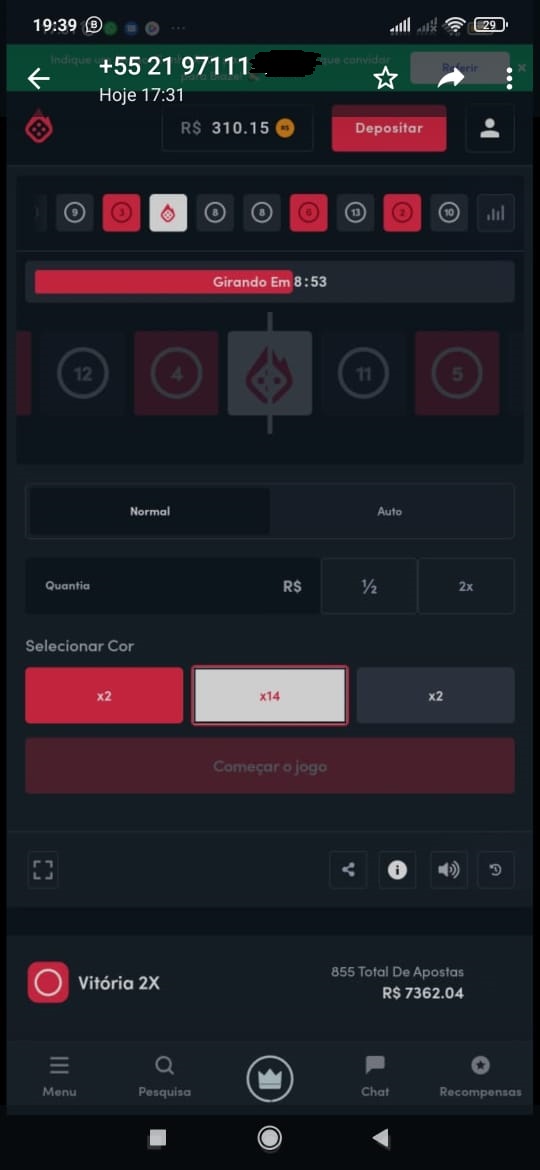 19:39 29
Indique u que convidar
para Blaze! Referir
+55 21 97111
Hoje 17:31
R$ 310.15 R$ Depositar
9 3 8 8 6 13 2 10
Girando Em 8:53
12 4 11 5
Normal Auto
Quantia R$ ½ 2x
Selecionar Cor
x2 x14 x2
Começar o jogo
Vitória 2X
855 Total De Apostas
R$ 7362.04
Menu Pesquisa Chat Recompensas